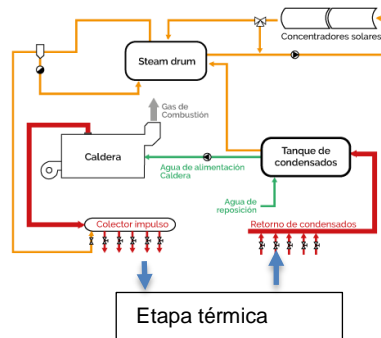 Concentradores solares
Steam drum
Gas de
Combustión
Caldera
Tanque de
condensados
Agua de alimentación
Caldera
Agua de
reposición
Colector impulso
Retorno de condensados
Etapa térmica